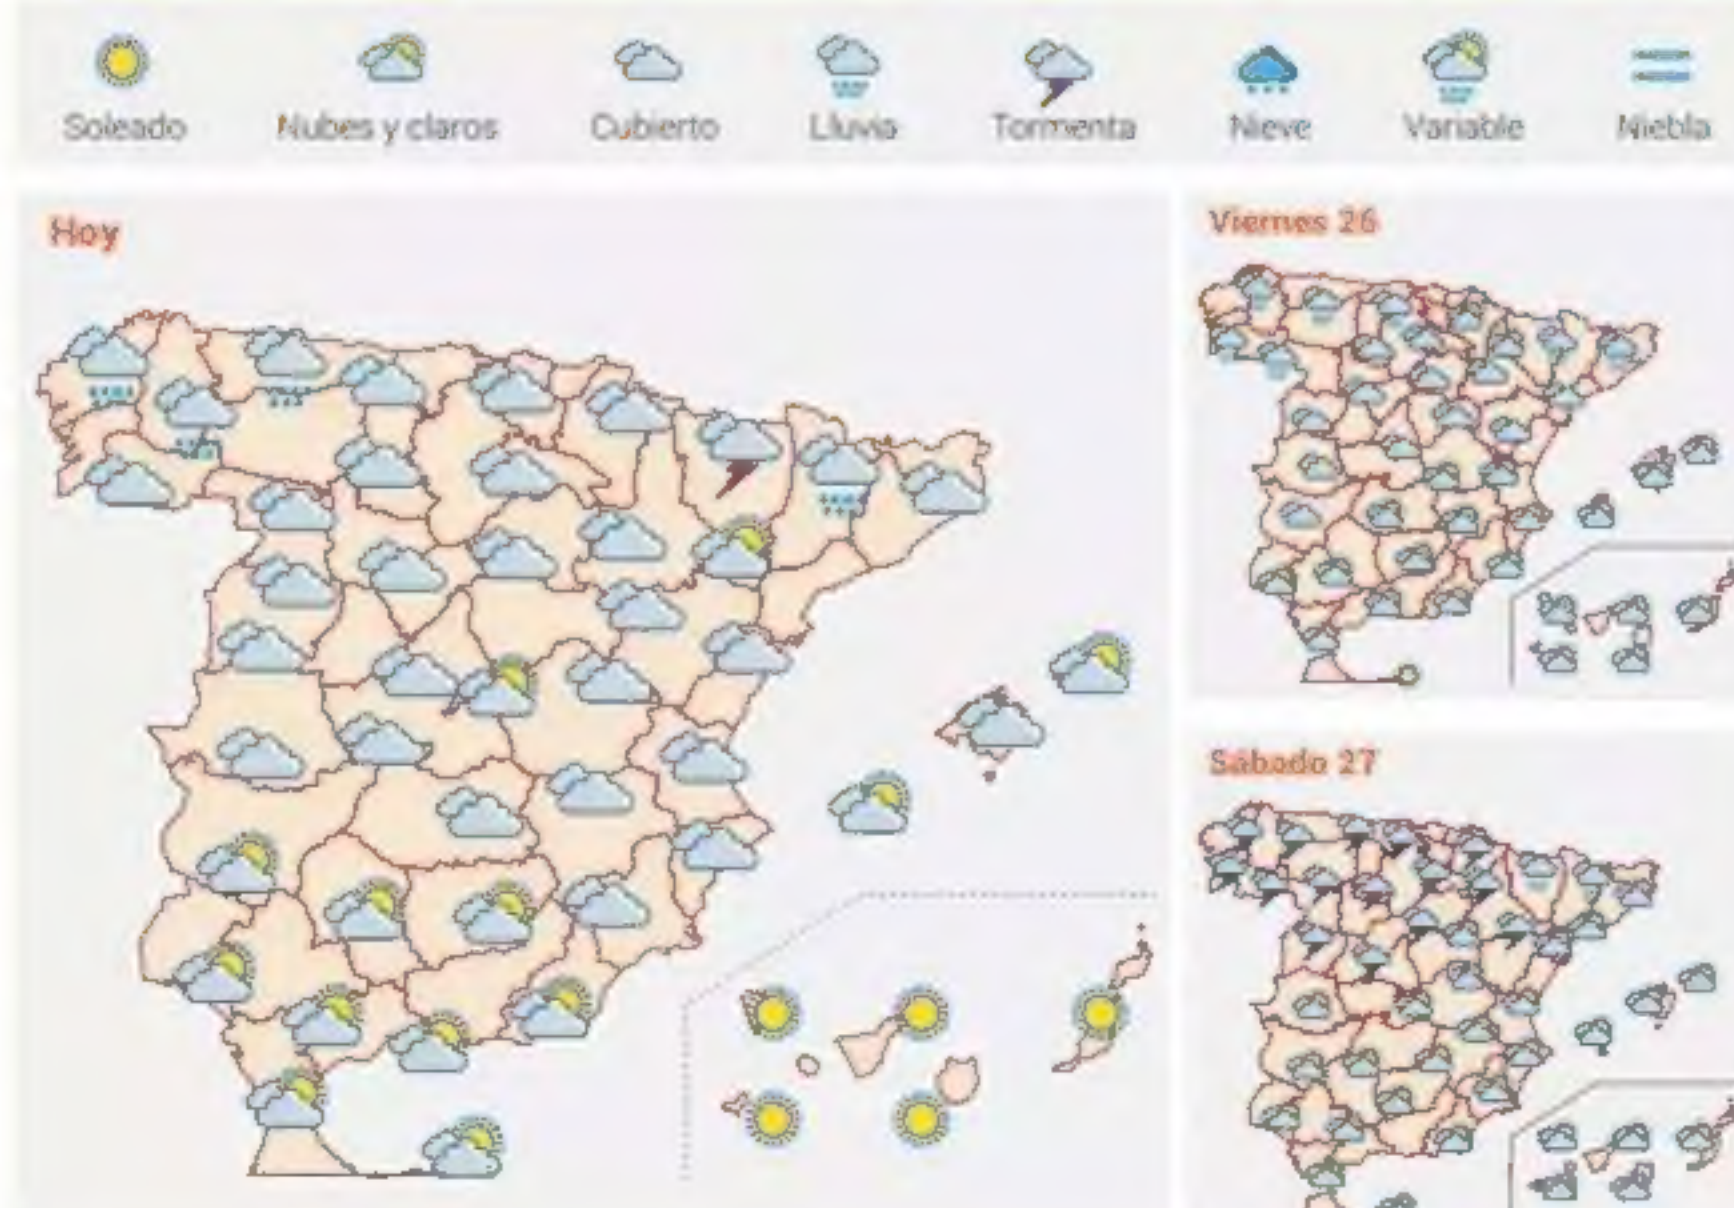 Soleado Nubes y claros Cubierto Lluvia Tormenta Nieve Variable Niebla
Hoy
Viernes 26
Sábado 27